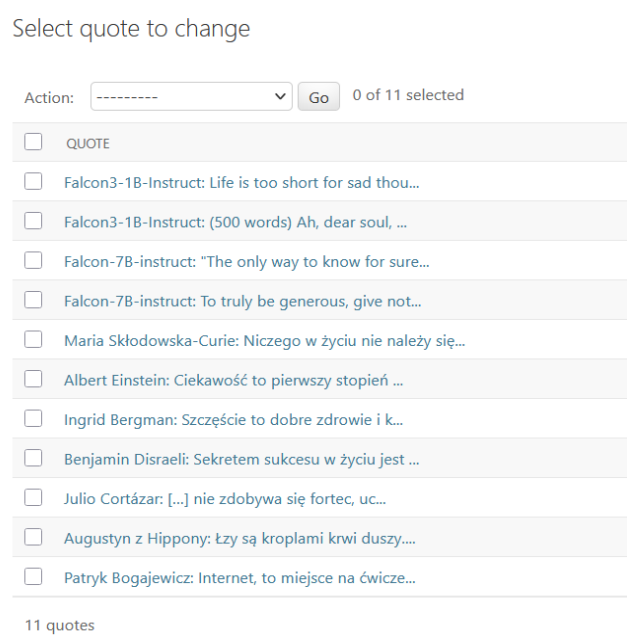 Select quote to change
Action: --------- Go 0 of 11 selected
QUOTE
Falcon3-1B-Instruct: Life is too short for sad thou...
Falcon3-1B-Instruct: (500 words) Ah, dear soul, ...
Falcon-7B-instruct: "The only way to know for sure...
Falcon-7B-instruct: To truly be generous, give not...
Maria Skłodowska-Curie: Niczego w życiu nie należy się...
Albert Einstein: Ciekawość to pierwszy stopień ...
Ingrid Bergman: Szczęście to dobre zdrowie i k...
Benjamin Disraeli: Sekretem sukcesu w życiu jest ...
Julio Cortázar: [...] nie zdobywa się fortec, uc...
Augustyn z Hippony: Łzy są kroplami krwi duszy....
Patryk Bogajewicz: Internet, to miejsce na ćwicze...
11 quotes